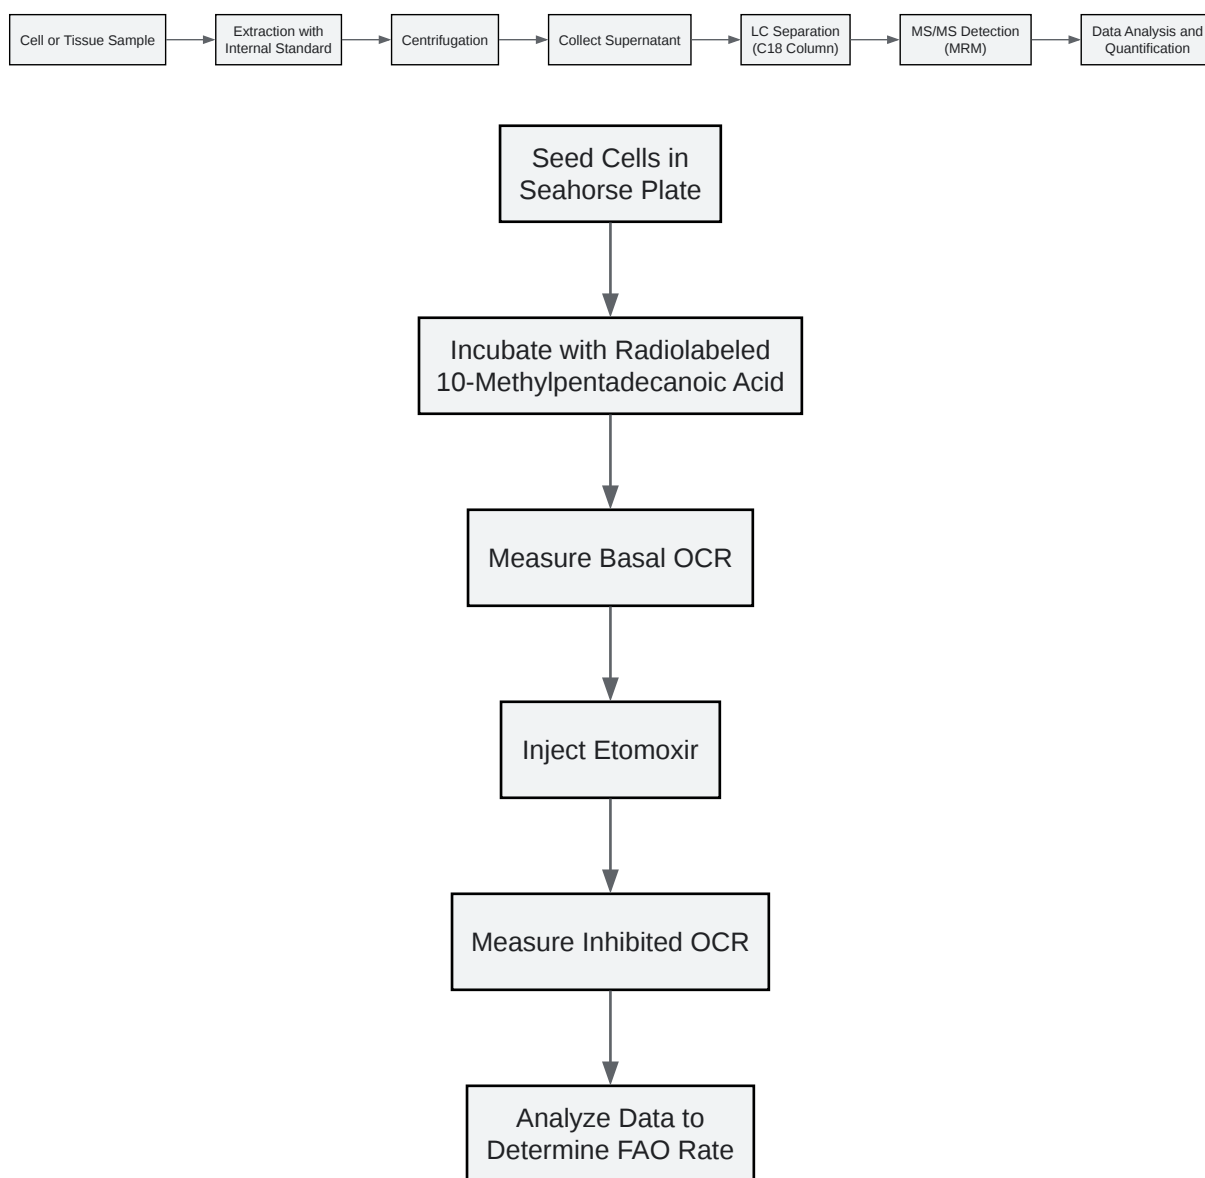 Cell or Tissue Sample
Extraction with
Internal Standard
Centrifugation
Collect Supernatant
LC Separation
(C18 Column)
MS/MS Detection
(MRM)
Data Analysis and
Quantification
Seed Cells in
Seahorse Plate
Incubate with Radiolabeled
10-Methylpentadecanoic Acid
Measure Basal OCR
Inject Etomoxir
Measure Inhibited OCR
Analyze Data to
Determine FAO Rate